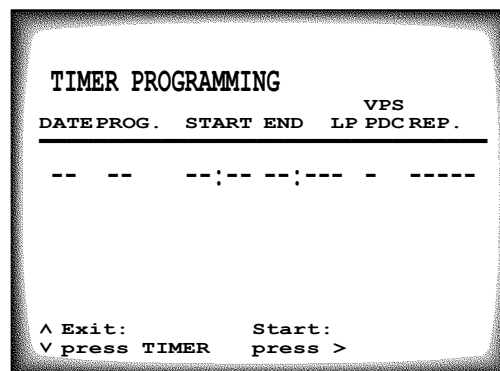 TIMER PROGRAMMING
VPS
DATE PROG. START END LP PDC REP.
-- -- --:-- --:--- - -----
^ Exit: Start:
v press TIMER press >